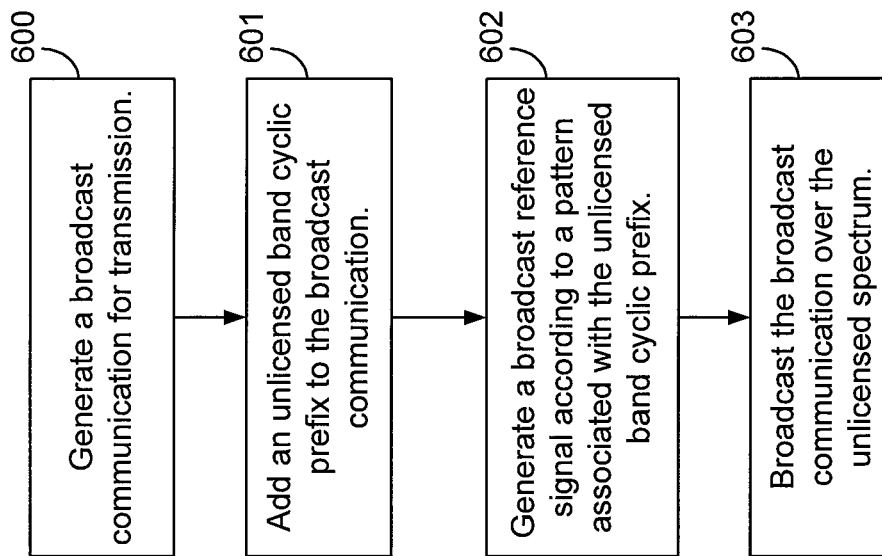 600
Generate a broadcast
communication for transmission.
601
Add an unlicensed band cyclic
prefix to the broadcast
communication.
602
Generate a broadcast reference
signal according to a pattern
associated with the unlicensed
band cyclic prefix.
603
Broadcast the broadcast
communication over the
unlicensed spectrum.